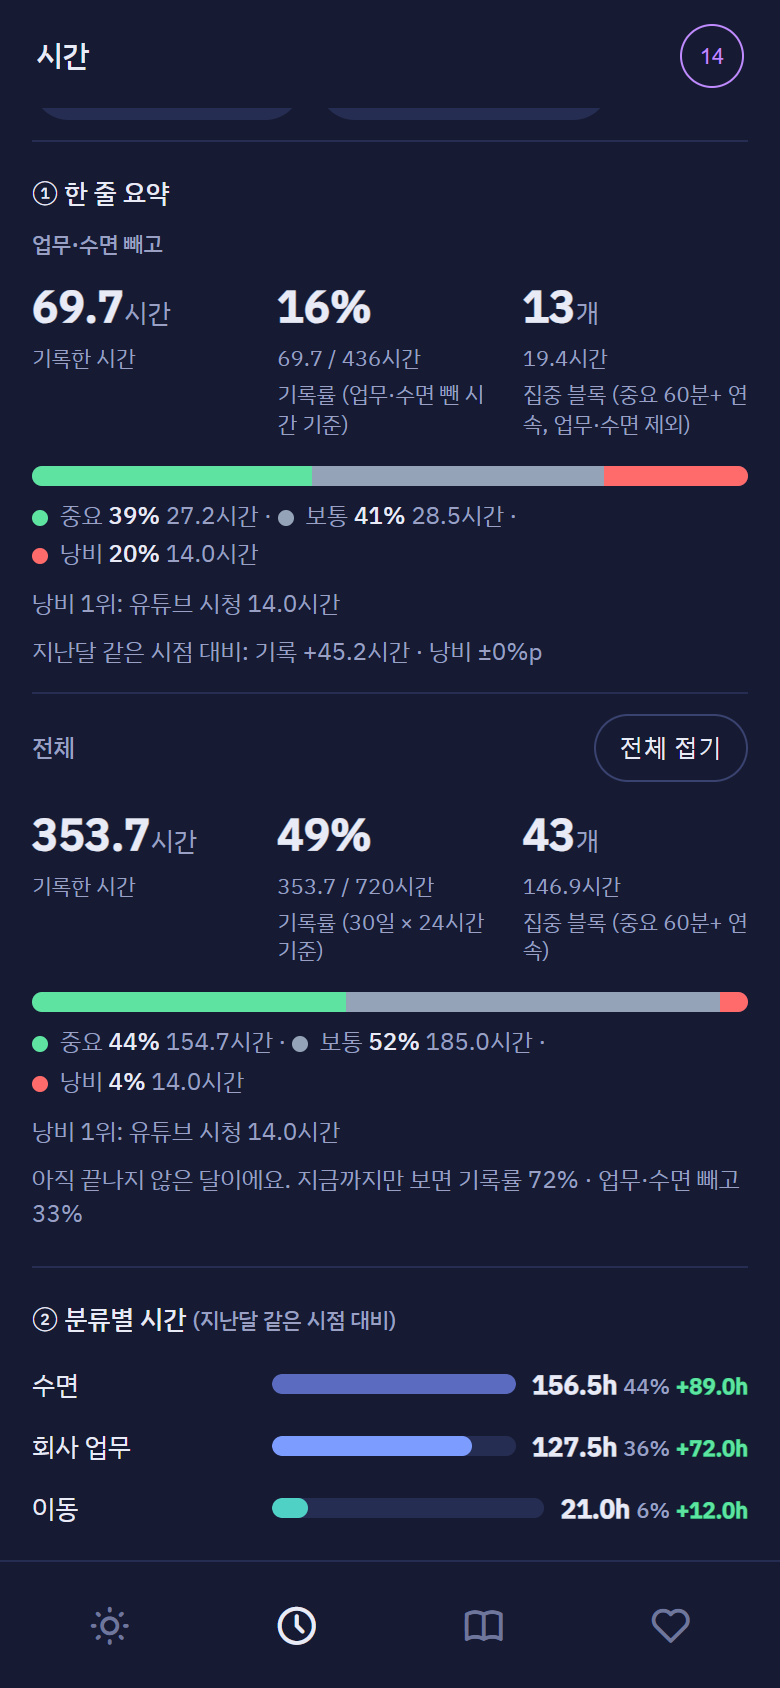 시간
14
① 한 줄 요약
업무·수면 빼고
69.7시간
기록한 시간
16%
69.7 / 436시간
기록률 (업무·수면 뺀 시
간 기준)
13개
19.4시간
집중 블록 (중요 60분+ 연
속, 업무·수면 제외)
중요 39% 27.2시간 · 보통 41% 28.5시간 ·
낭비 20% 14.0시간
낭비 1위: 유튜브 시청 14.0시간
지난달 같은 시점 대비: 기록 +45.2시간 · 낭비 ±0%p
전체
전체 접기
353.7시간
기록한 시간
49%
353.7 / 720시간
기록률 (30일 × 24시간
기준)
43개
146.9시간
집중 블록 (중요 60분+ 연
속)
중요 44% 154.7시간 · 보통 52% 185.0시간 ·
낭비 4% 14.0시간
낭비 1위: 유튜브 시청 14.0시간
아직 끝나지 않은 달이에요. 지금까지만 보면 기록률 72% · 업무·수면 빼고
33%
② 분류별 시간 (지난달 같은 시점 대비)
수면 156.5h 44% +89.0h
회사 업무 127.5h 36% +72.0h
이동 21.0h 6% +12.0h